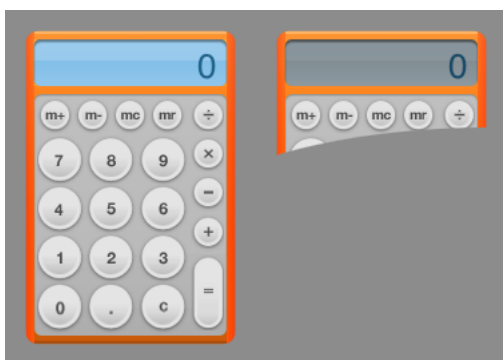 0
m+ m- mc mr ÷
7 8 9 ×
4 5 6 −
+
1 2 3
0 . c =
0
m+ m- mc mr ÷